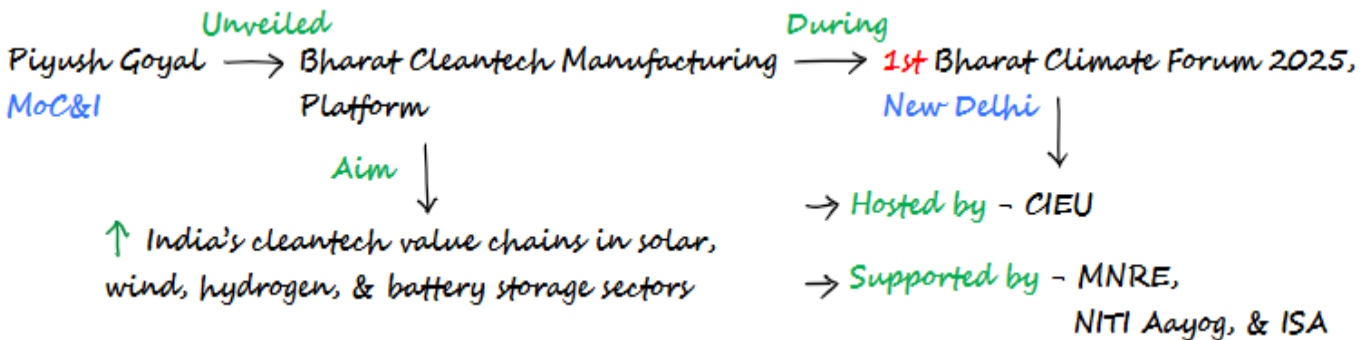 Unveiled
During
Piyush Goyal → Bharat Cleantech Manufacturing → 1st Bharat Climate Forum 2025,
MoC&I
Platform
New Delhi
Aim
→ Hosted by - CIEU
↑ India's cleantech value chains in solar,
wind, hydrogen, & battery storage sectors
→ Supported by - MNRE,
NITI Aayog, & ISA